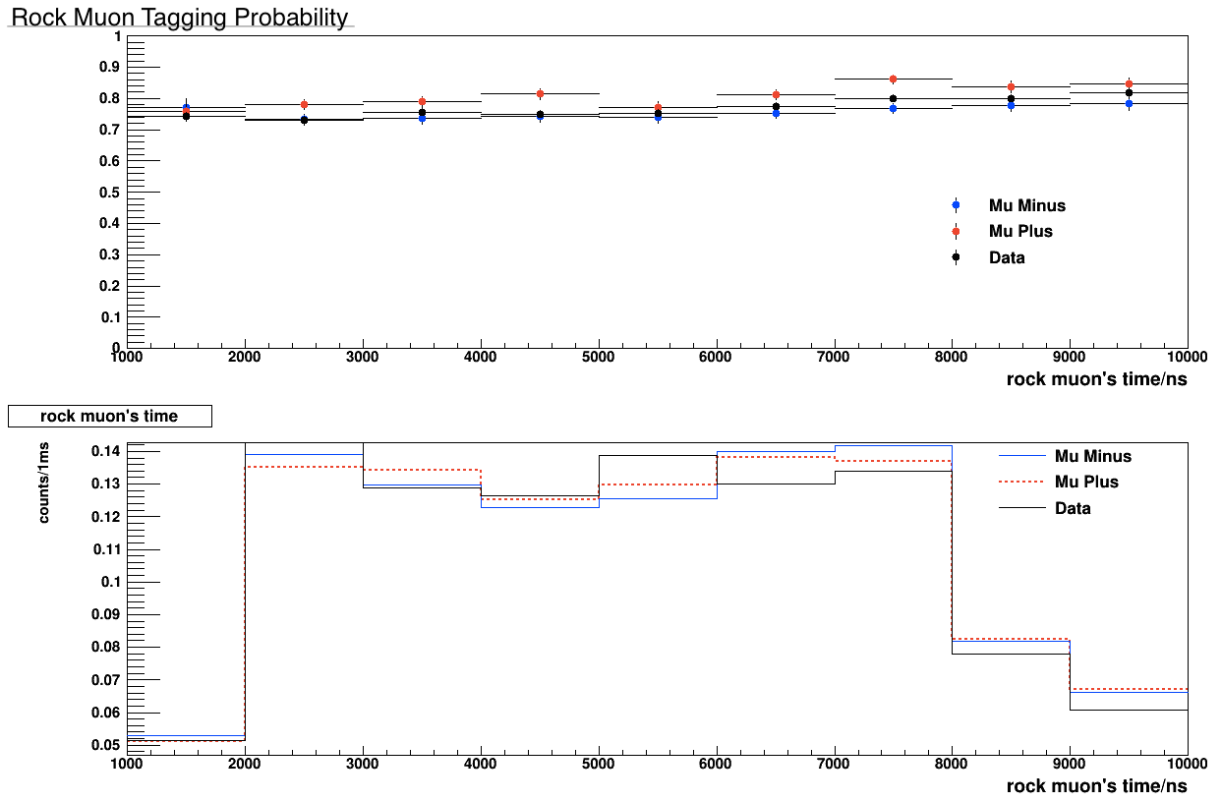 Rock Muon Tagging Probability
1
0.9
0.8
0.7
0.6
0.5
0.4
0.3
0.2
0.1
0
Mu Minus
Mu Plus
Data
1000 2000 3000 4000 5000 6000 7000 8000 9000 10000
rock muon's time/ns
rock muon's time
counts/1ms
0.14
0.13
0.12
0.11
0.1
0.09
0.08
0.07
0.06
0.05
Mu Minus
Mu Plus
Data
1000 2000 3000 4000 5000 6000 7000 8000 9000 10000
rock muon's time/ns